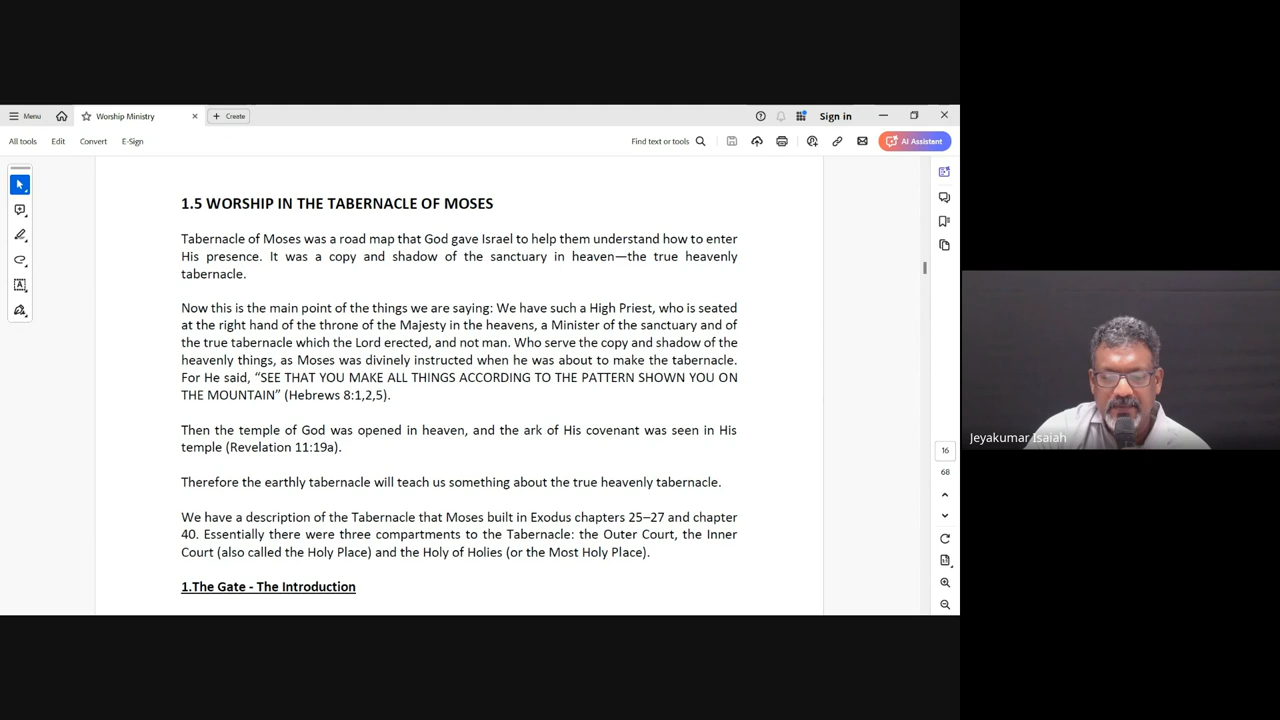 Menu
Worship Ministry
Create
Sign in
All tools
Edit
Convert
E-Sign
Find text or tools
AI Assistant
1.5 WORSHIP IN THE TABERNACLE OF MOSES
Tabernacle of Moses was a road map that God gave Israel to help them understand how to enter
His presence. It was a copy and shadow of the sanctuary in heaven—the true heavenly
tabernacle.
Now this is the main point of the things we are saying: We have such a High Priest, who is seated
at the right hand of the throne of the Majesty in the heavens, a Minister of the sanctuary and of
the true tabernacle which the Lord erected, and not man. Who serve the copy and shadow of the
heavenly things, as Moses was divinely instructed when he was about to make the tabernacle.
For He said, “SEE THAT YOU MAKE ALL THINGS ACCORDING TO THE PATTERN SHOWN YOU ON
THE MOUNTAIN” (Hebrews 8:1,2,5).
Then the temple of God was opened in heaven, and the ark of His covenant was seen in His
temple (Revelation 11:19a).
Therefore the earthly tabernacle will teach us something about the true heavenly tabernacle.
We have a description of the Tabernacle that Moses built in Exodus chapters 25–27 and chapter
40. Essentially there were three compartments to the Tabernacle: the Outer Court, the Inner
Court (also called the Holy Place) and the Holy of Holies (or the Most Holy Place).
1.The Gate - The Introduction
16
68
Jeyakumar Isaiah